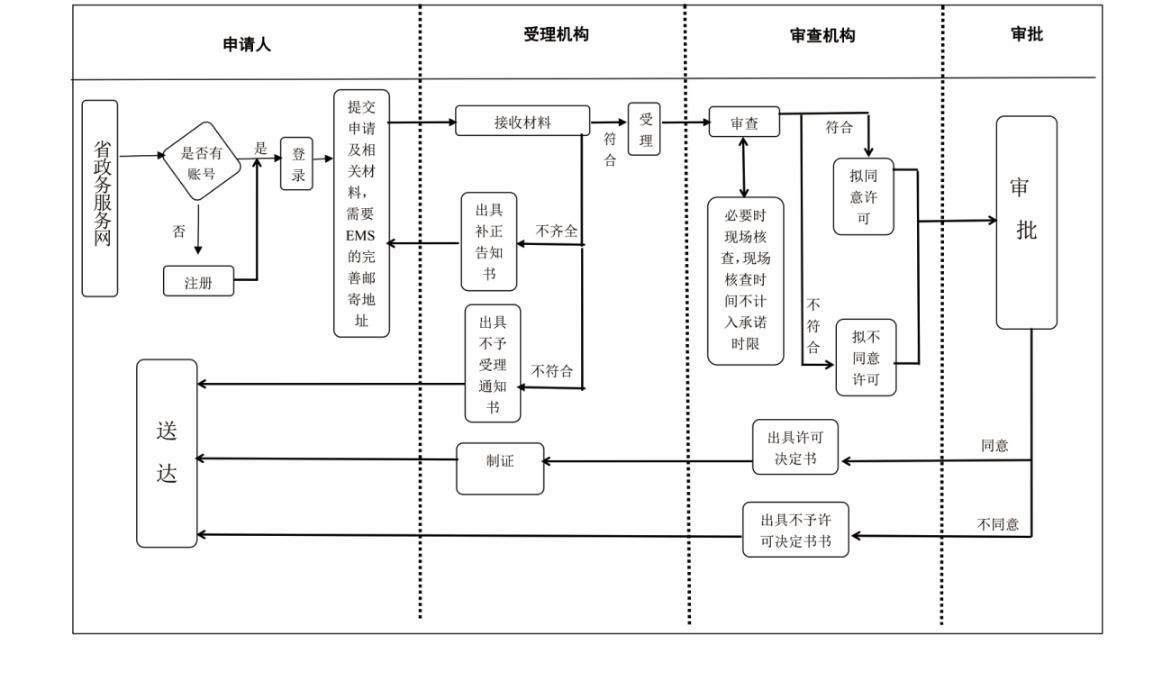 申请人
受理机构
审查机构
审批
省政务服务网
是否有
账号
是
否
注册
登
录
提交
申请
及相
关材
料，
需要
EMS
的完
善邮
寄地
址
接收材料
符
合
受
理
不齐全
出具
补正
告知
书
不符合
出具
不予
受理
通知
书
审查
符合
拟同
意许
可
必要时
现场核
查，现场
核查时
间不计
入承诺
时限
不
符
合
拟不
同意
许可
审
批
同意
出具许可
决定书
制证
不同意
出具不予许
可决定书书
送
达